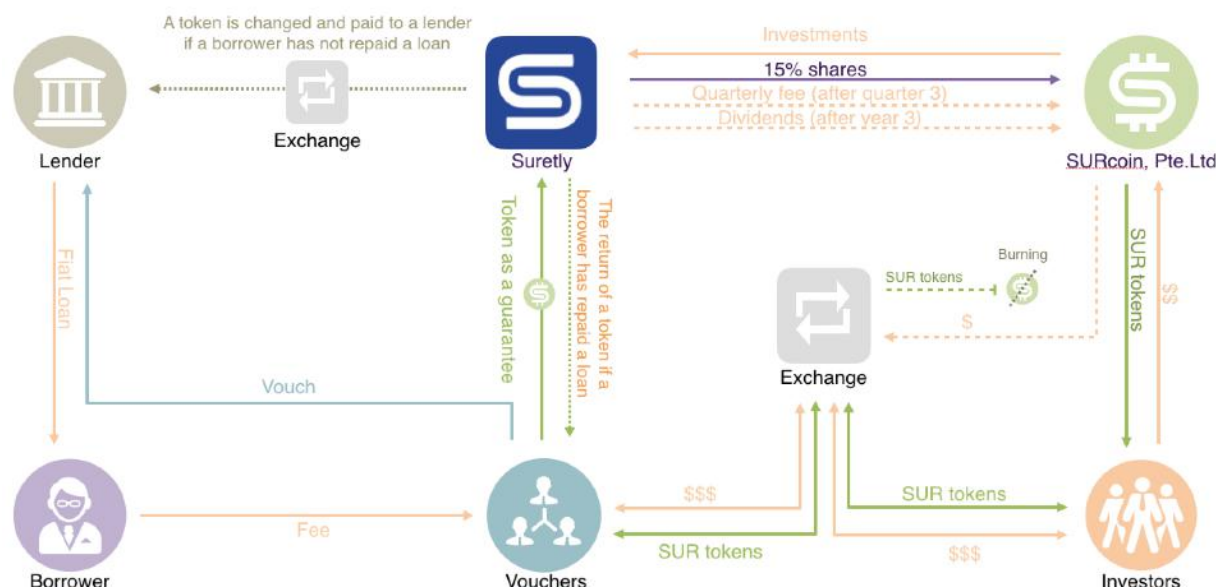 A token is changed and paid to a lender
if a borrower has not repaid a loan
Exchange
Lender
Suretly
Investments
15% shares
Quarterly fee (after quarter 3)
Dividends (after year 3)
SURcoin, Pte.Ltd
Fiat Loan
Token as a guarantee
The return of a token if a
borrower has repaid a loan
Vouch
SUR tokens
Burning
$
Exchange
SUR tokens
$$
Fee
$$$
SUR tokens
SUR tokens
$$$
Borrower
Vouchers
Investors